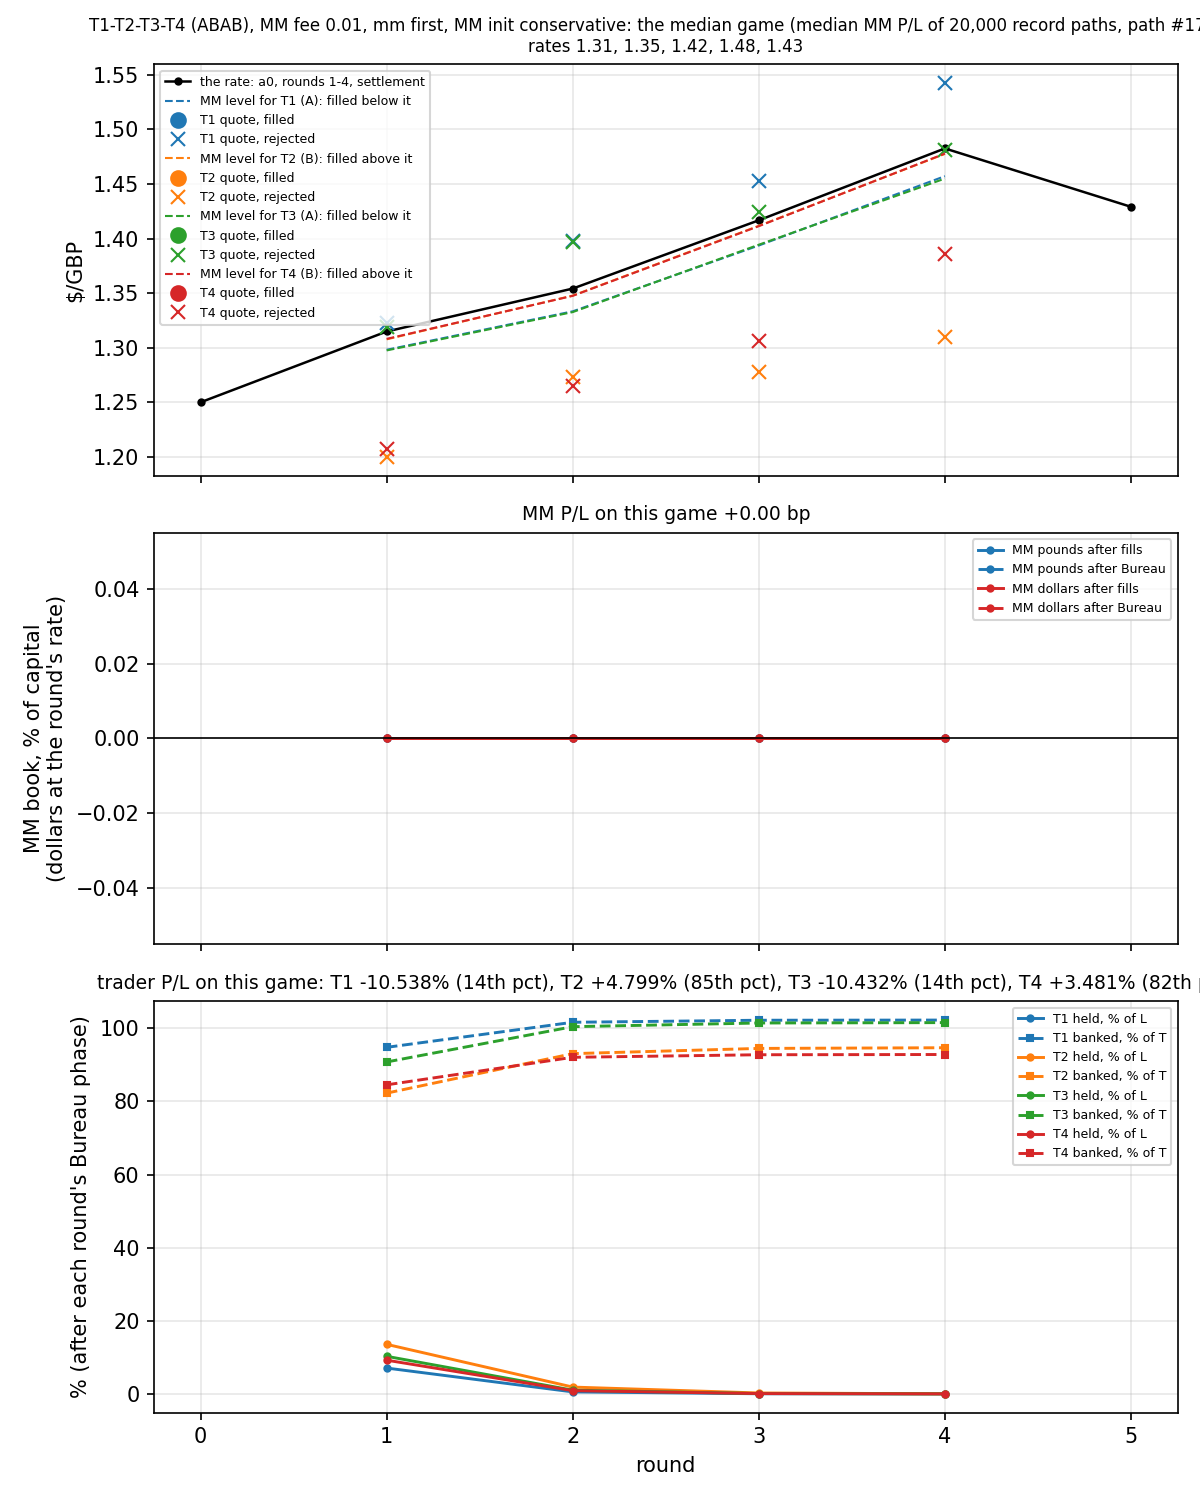 T1-T2-T3-T4 (ABAB), MM fee 0.01, mm first, MM init conservative: the median game (median MM P/L of 20,000 record paths, path #17
rates 1.31, 1.35, 1.42, 1.48, 1.43
1.55
1.50
1.45
1.40
1.35
1.30
1.25
1.20
$/GBP
the rate: a0, rounds 1-4, settlement
MM level for T1 (A): filled below it
T1 quote, filled
T1 quote, rejected
MM level for T2 (B): filled above it
T2 quote, filled
T2 quote, rejected
MM level for T3 (A): filled below it
T3 quote, filled
T3 quote, rejected
MM level for T4 (B): filled above it
T4 quote, filled
T4 quote, rejected
MM P/L on this game +0.00 bp
0.04
0.02
0.00
−0.02
−0.04
MM book, % of capital
(dollars at the round's rate)
MM pounds after fills
MM pounds after Bureau
MM dollars after fills
MM dollars after Bureau
trader P/L on this game: T1 -10.538% (14th pct), T2 +4.799% (85th pct), T3 -10.432% (14th pct), T4 +3.481% (82th
100
80
60
40
20
0
% (after each round's Bureau phase)
T1 held, % of L
T1 banked, % of T
T2 held, % of L
T2 banked, % of T
T3 held, % of L
T3 banked, % of T
T4 held, % of L
T4 banked, % of T
0 1 2 3 4 5
round